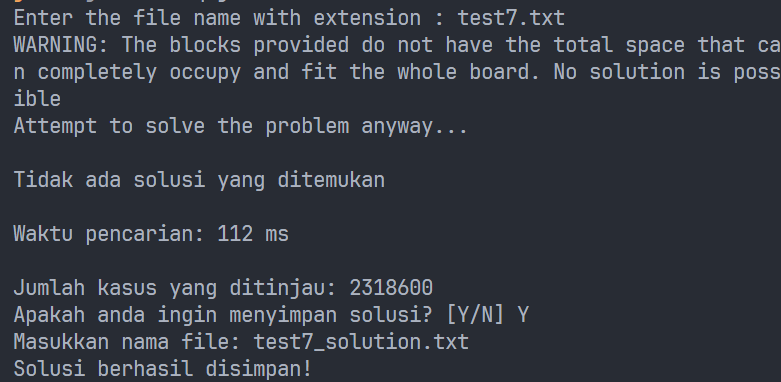 Enter the file name with extension : test7.txt
WARNING: The blocks provided do not have the total space that ca
n completely occupy and fit the whole board. No solution is poss
ible
Attempt to solve the problem anyway...
Tidak ada solusi yang ditemukan
Waktu pencarian: 112 ms
Jumlah kasus yang ditinjau: 2318600
Apakah anda ingin menyimpan solusi? [Y/N] Y
Masukkan nama file: test7_solution.txt
Solusi berhasil disimpan!